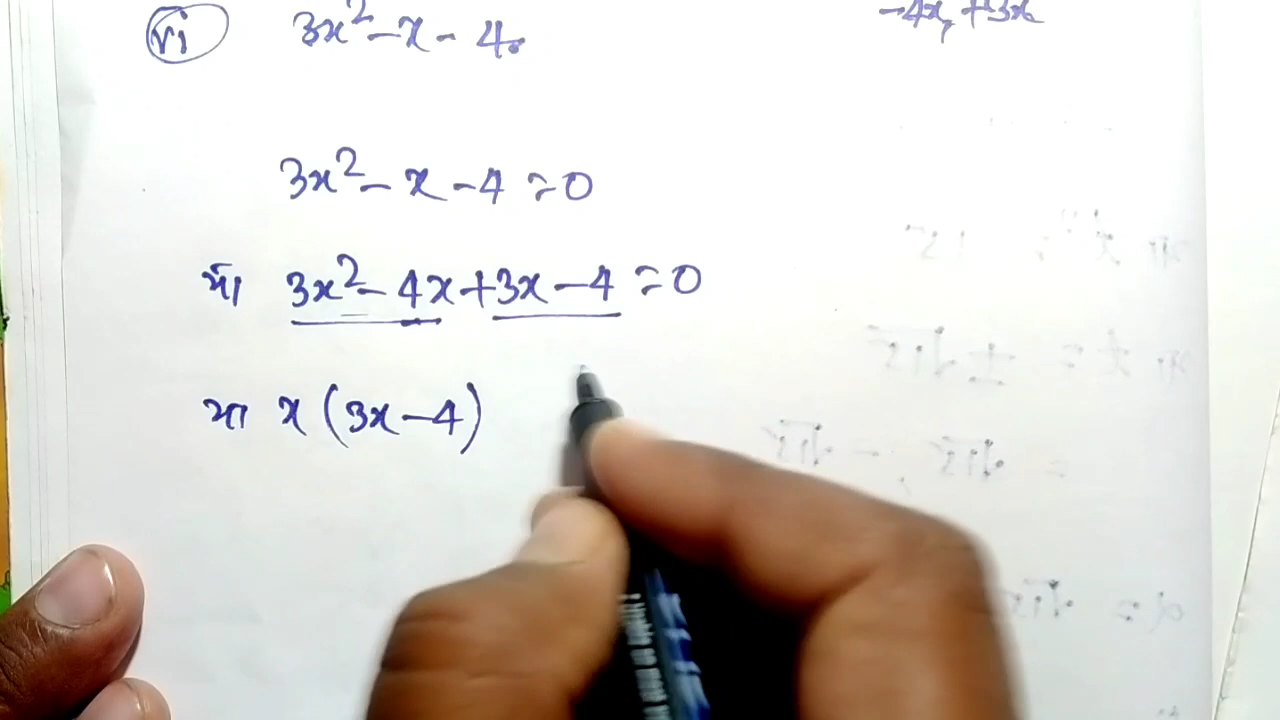 vi 3x² - x - 4.
-4x, +3x
3x² - x - 4 = 0
या 3x² - 4x + 3x - 4 = 0
या x (3x - 4)